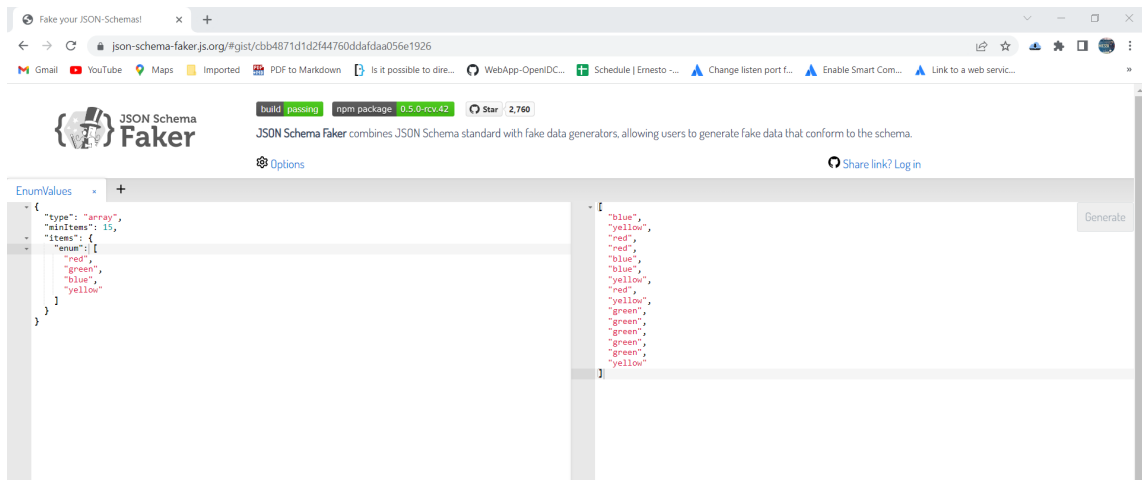 Fake your JSON-Schemas!
json-schema-faker.js.org/#gist/cbb4871d1d2f44760ddafdaa056e1926
Gmail YouTube Maps Imported PDF to Markdown Is it possible to dire... WebApp-OpenIDC... Schedule | Ernesto -... Change listen port f... Enable Smart Com... Link to a web servic... »
JSON Schema
Faker
build passing npm package 0.5.0-rcv.42 Star 2,760
JSON Schema Faker combines JSON Schema standard with fake data generators, allowing users to generate fake data that conform to the schema.
Options
Share link? Log in
EnumValues × +
{
"type": "array",
"minItems": 15,
"items": {
"enum": [
"red",
"green",
"blue",
"yellow"
]
}
}
[
"blue",
"yellow",
"red",
"red",
"blue",
"blue",
"yellow",
"red",
"yellow",
"green",
"green",
"green",
"green",
"green",
"yellow"
]
Generate